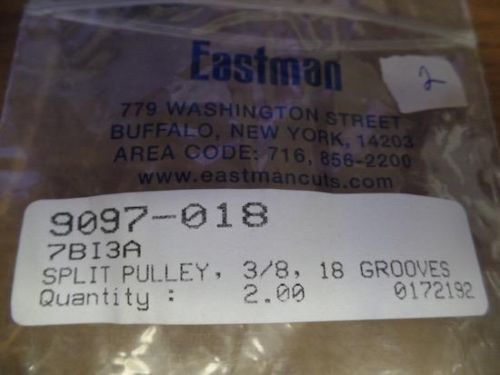 Eastman
2
779 WASHINGTON STREET
BUFFALO, NEW YORK, 14203
AREA CODE: 716, 856-2200
www.eastmancuts.com
9097-018
7BI3A
SPLIT PULLEY, 3/8, 18 GROOVES
Quantity : 2.00 0172192